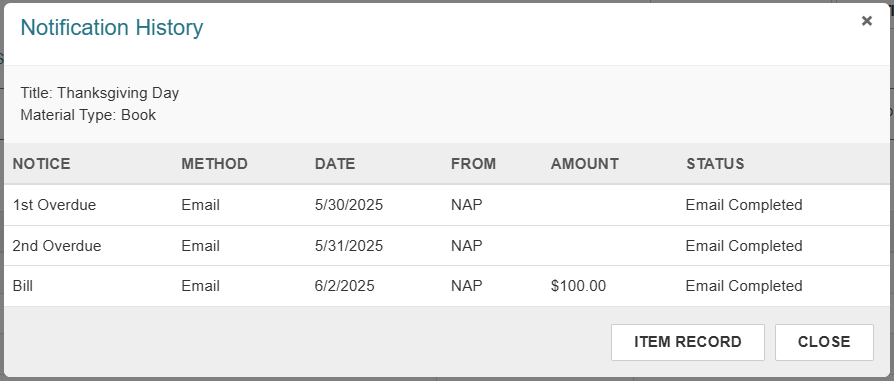 Notification History ×
Title: Thanksgiving Day
Material Type: Book
NOTICE METHOD DATE FROM AMOUNT STATUS
1st Overdue Email 5/30/2025 NAP Email Completed
2nd Overdue Email 5/31/2025 NAP Email Completed
Bill Email 6/2/2025 NAP $100.00 Email Completed
ITEM RECORD CLOSE